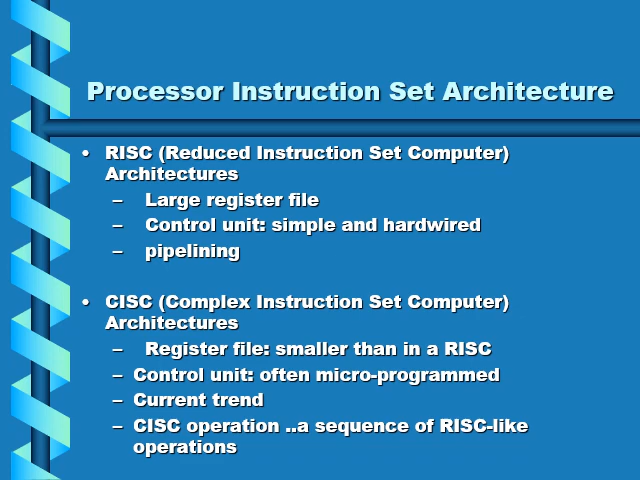 Processor Instruction Set Architecture
• RISC (Reduced Instruction Set Computer)
Architectures
– Large register file
– Control unit: simple and hardwired
– pipelining
• CISC (Complex Instruction Set Computer)
Architectures
– Register file: smaller than in a RISC
– Control unit: often micro-programmed
– Current trend
– CISC operation ..a sequence of RISC-like
operations